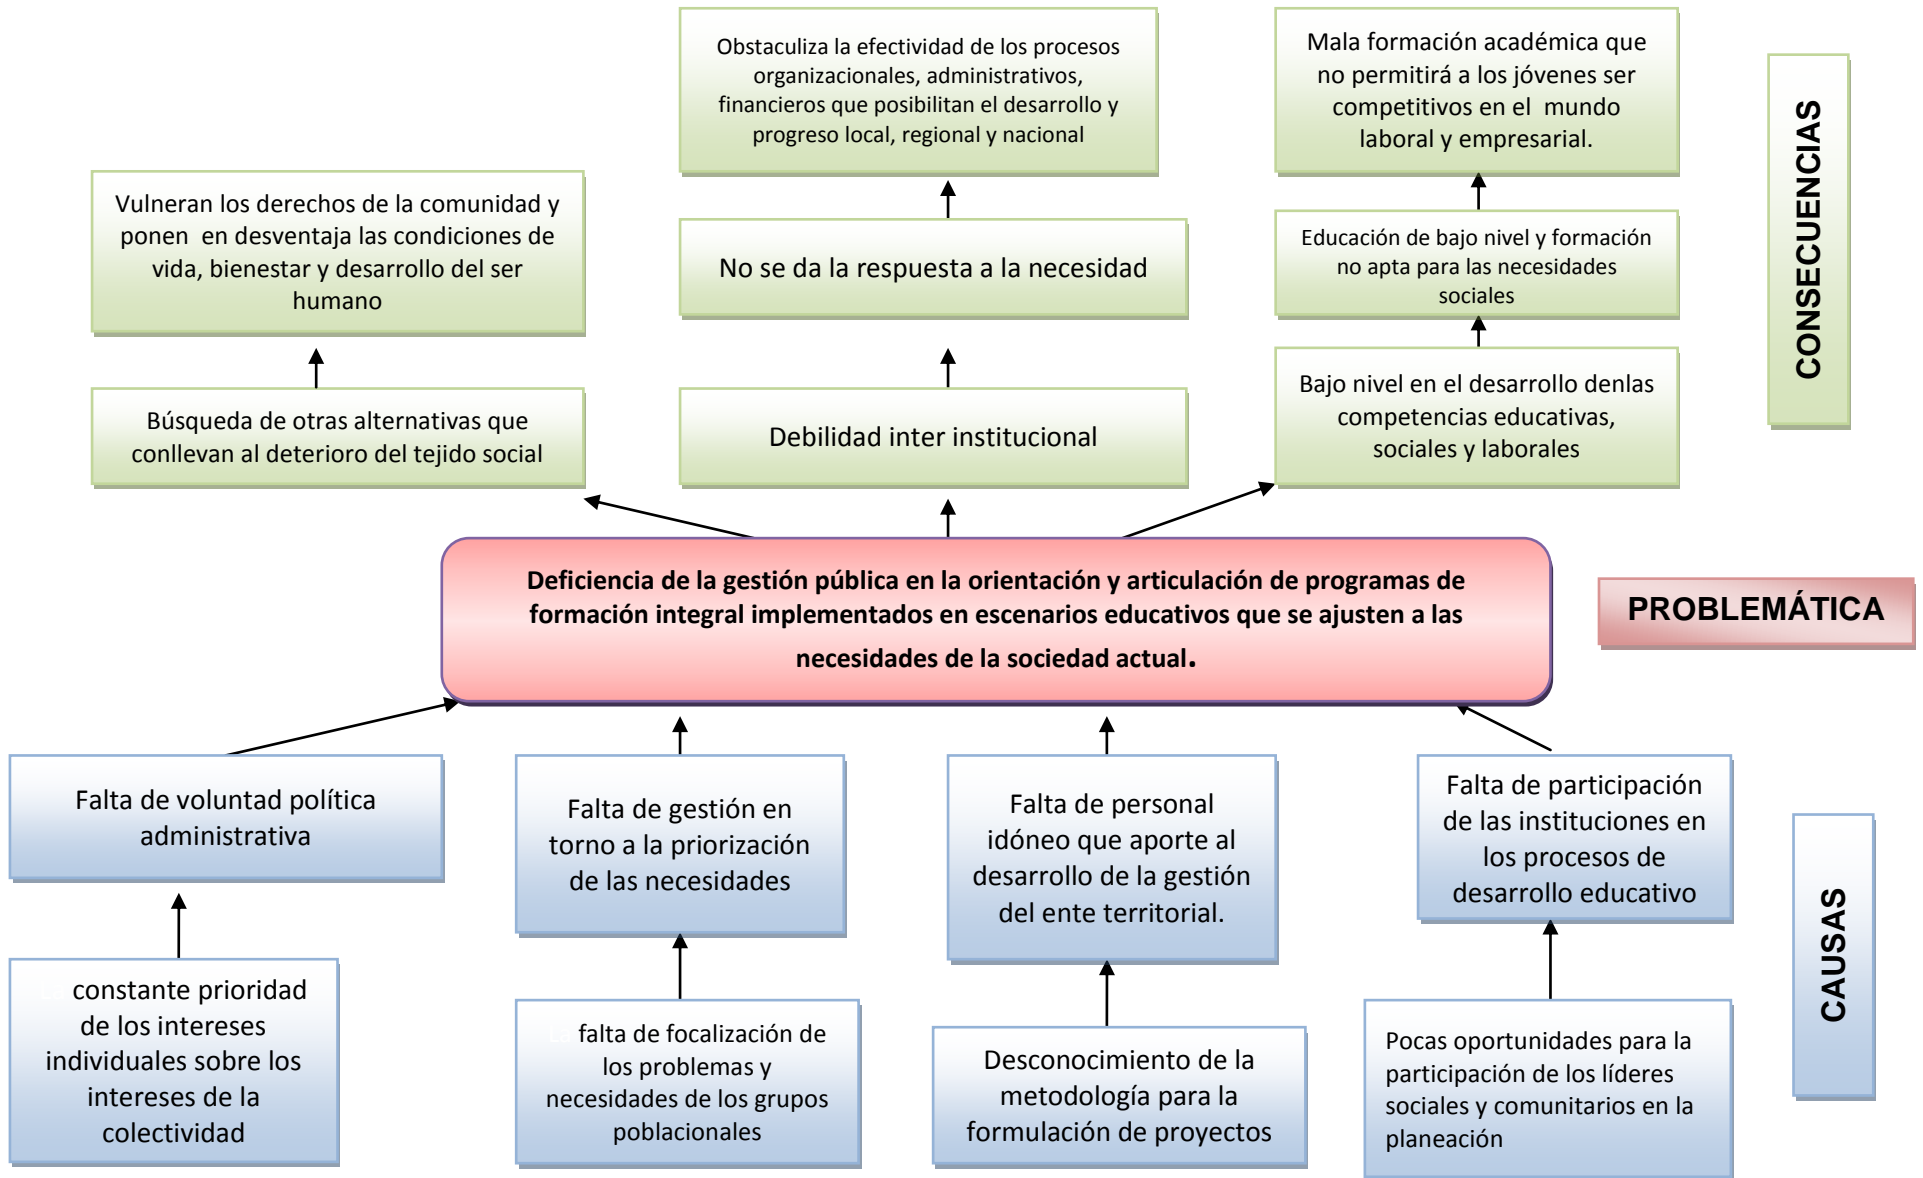 Obstaculiza la efectividad de los procesos
organizacionales, administrativos,
financieros que posibilitan el desarrollo y
progreso local, regional y nacional
Mala formación académica que
no permitirá a los jóvenes ser
competitivos en el mundo
laboral y empresarial.
CONSECUENCIAS
Vulneran los derechos de la comunidad y
ponen en desventaja las condiciones de
vida, bienestar y desarrollo del ser
humano
No se da la respuesta a la necesidad
Educación de bajo nivel y formación
no apta para las necesidades
sociales
Búsqueda de otras alternativas que
conllevan al deterioro del tejido social
Debilidad inter institucional
Bajo nivel en el desarrollo denlas
competencias educativas,
sociales y laborales
Deficiencia de la gestión pública en la orientación y articulación de programas de
formación integral implementados en escenarios educativos que se ajusten a las
necesidades de la sociedad actual.
PROBLEMÁTICA
Falta de voluntad política
administrativa
Falta de gestión en
torno a la priorización
de las necesidades
Falta de personal
idóneo que aporte al
desarrollo de la gestión
del ente territorial.
Falta de participación
de las instituciones en
los procesos de
desarrollo educativo
CAUSAS
La constante prioridad
de los intereses
individuales sobre los
intereses de la
colectividad
La falta de focalización de
los problemas y
necesidades de los grupos
poblacionales
Desconocimiento de la
metodología para la
formulación de proyectos
Pocas oportunidades para la
participación de los líderes
sociales y comunitarios en la
planeación